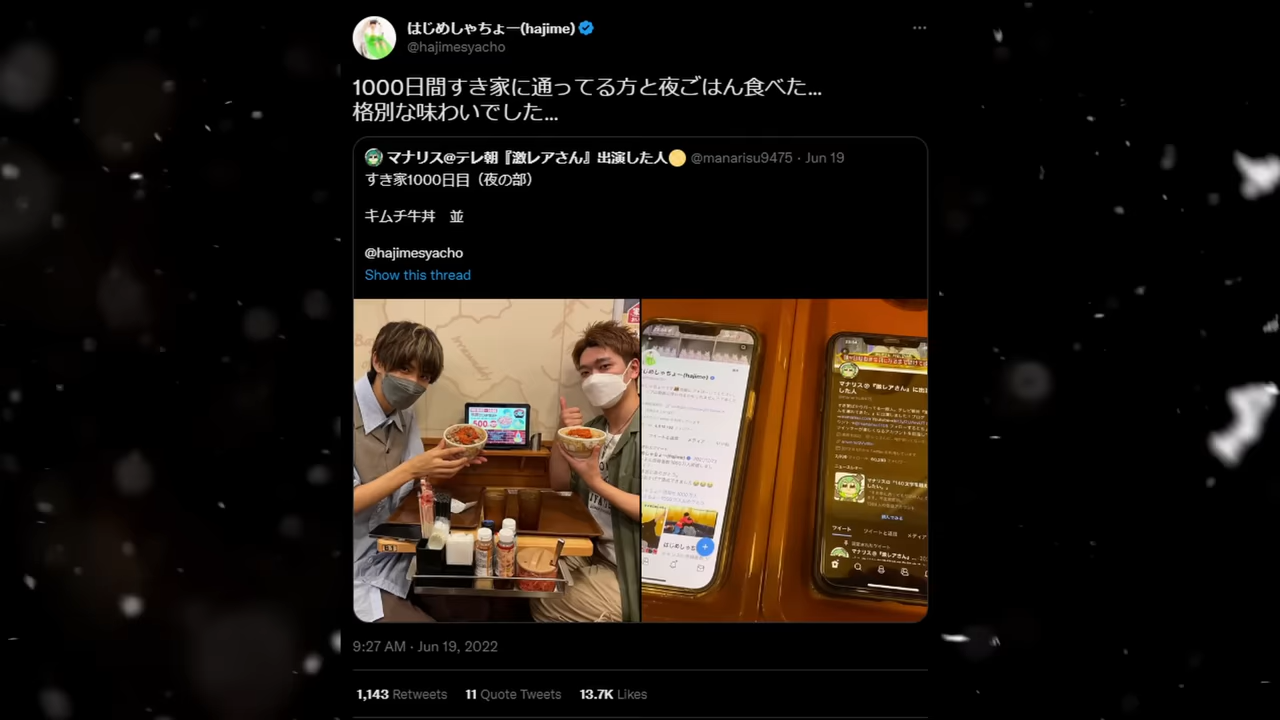 はじめしゃちょー(hajime)
@hajimesyacho
1000日間すき家に通ってる方と夜ごはん食べた...
格別な味わいでした...
マナリス@テレ朝『激レアさん』出演した人 @manarisu9475 · Jun 19
すき家1000日目（夜の部）
キムチ牛丼　並
@hajimesyacho
Show this thread
9:27 AM · Jun 19, 2022
1,143 Retweets 11 Quote Tweets 13.7K Likes